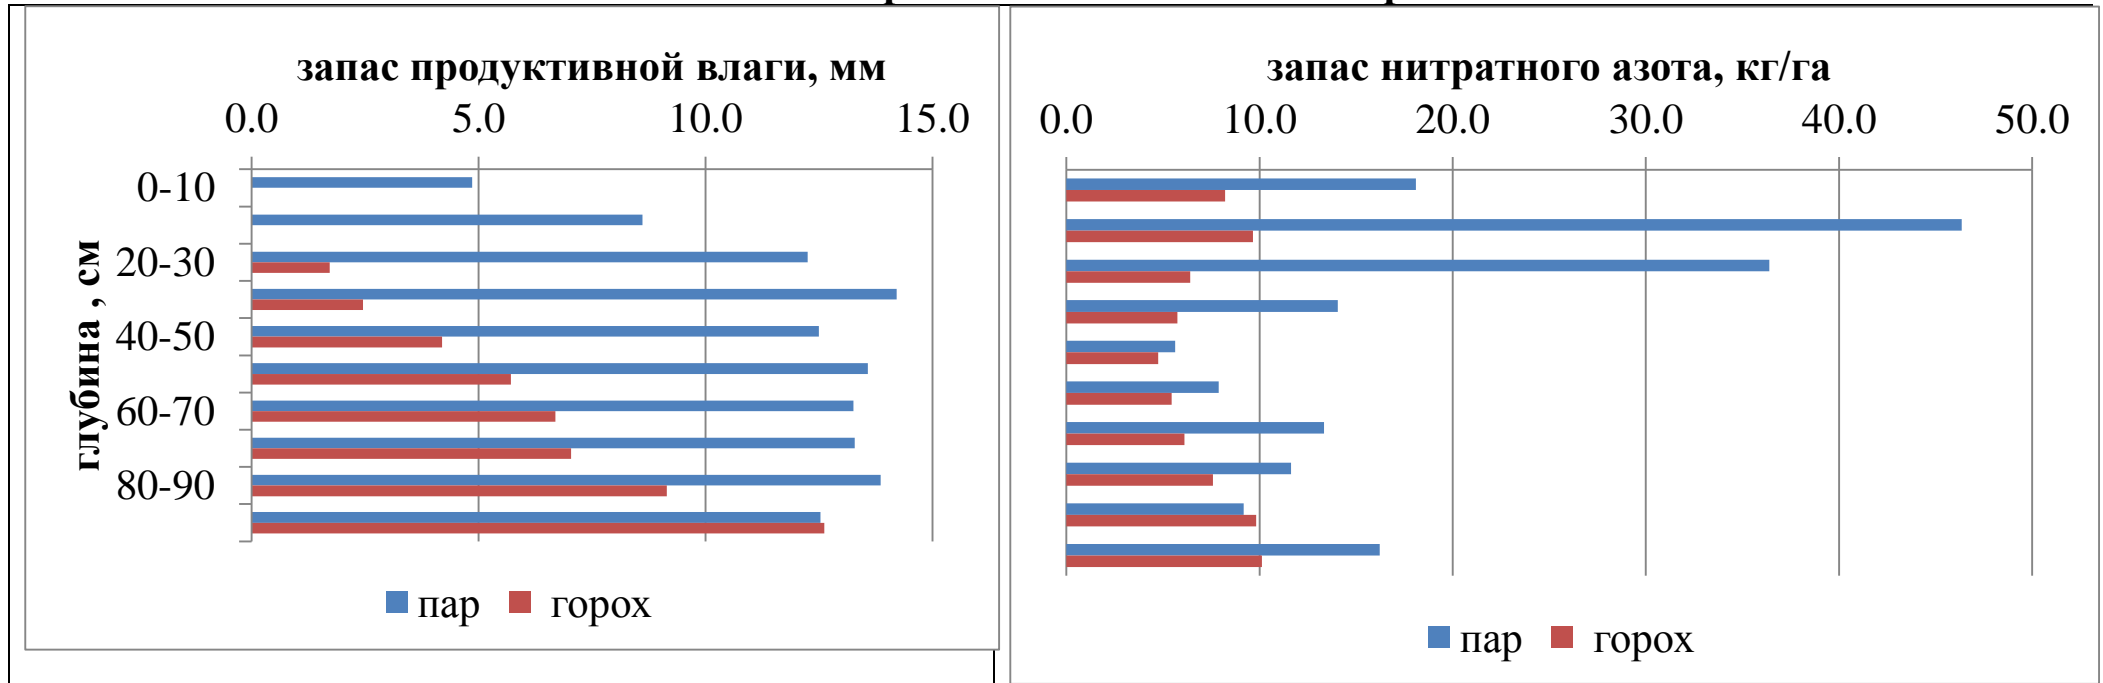 запас продуктивной влаги, мм
0.0 5.0 10.0 15.0
глубина , см
0-10
20-30
40-50
60-70
80-90
пар горох
запас нитратного азота, кг/га
0.0 10.0 20.0 30.0 40.0 50.0
пар горох